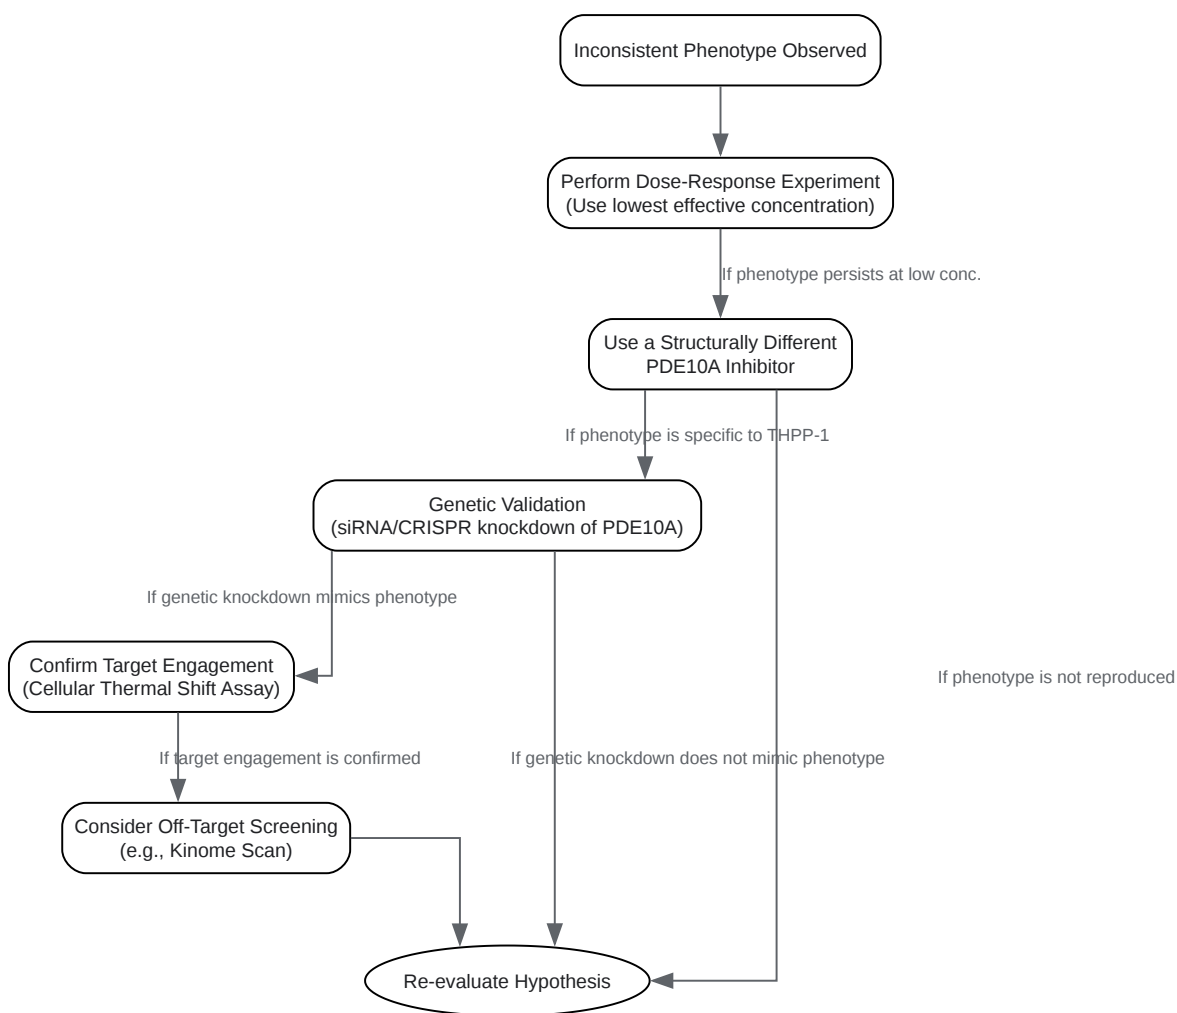 Inconsistent Phenotype Observed
Perform Dose-Response Experiment
(Use lowest effective concentration)
If phenotype persists at low conc.
Use a Structurally Different
PDE10A Inhibitor
If phenotype is specific to THPP-1
Genetic Validation
(siRNA/CRISPR knockdown of PDE10A)
If genetic knockdown mimics phenotype
Confirm Target Engagement
(Cellular Thermal Shift Assay)
If phenotype is not reproduced
If target engagement is confirmed
If genetic knockdown does not mimic phenotype
Consider Off-Target Screening
(e.g., Kinome Scan)
Re-evaluate Hypothesis